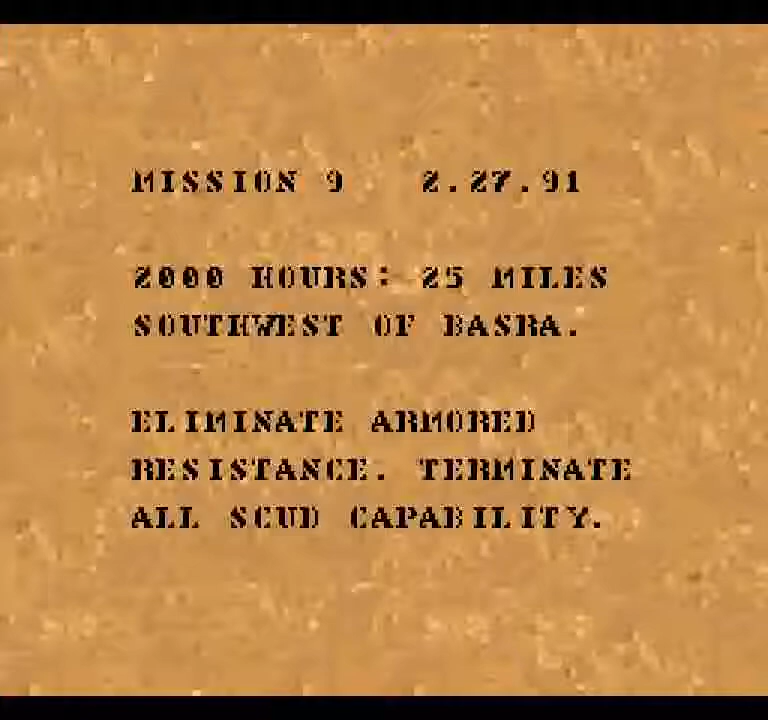 MISSION 9 2.27.91
2000 HOURS: 25 MILES
SOUTHWEST OF BASRA.
ELIMINATE ARMORED
RESISTANCE. TERMINATE
ALL SCUD CAPABILITY.